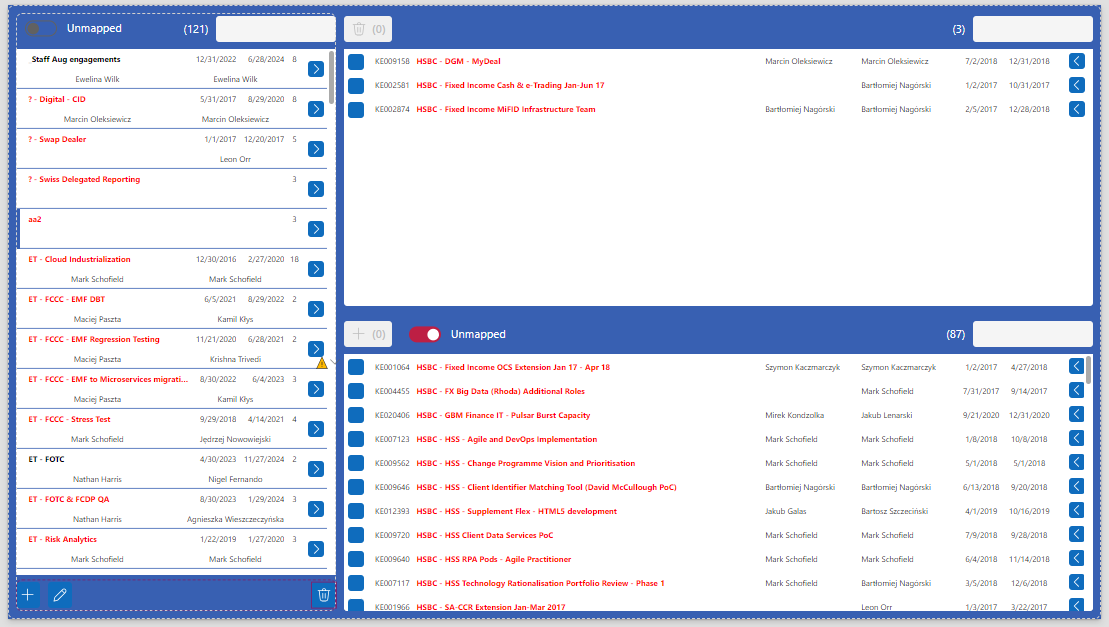 Unmapped (121)
Staff Aug engagements 12/31/2022 6/28/2024 8
Ewelina Wilk Ewelina Wilk
? - Digital - CID 5/31/2017 8/29/2020 8
Marcin Oleksiewicz Marcin Oleksiewicz
? - Swap Dealer 1/1/2017 12/20/2017 5
Leon Orr
? - Swiss Delegated Reporting 3
aa2 3
ET - Cloud Industrialization 12/30/2016 2/27/2020 18
Mark Schofield Mark Schofield
ET - FCCC - EMF DBT 6/5/2021 8/29/2022 2
Maciej Paszta Kamil Kłys
ET - FCCC - EMF Regression Testing 11/21/2020 6/28/2021 2
Maciej Paszta Krishna Trivedi
ET - FCCC - EMF to Microservices migrati... 8/30/2022 6/4/2023 3
Maciej Paszta Kamil Kłys
ET - FCCC - Stress Test 9/29/2018 4/14/2021 4
Mark Schofield Jędrzej Nowowiejski
ET - FOTC 4/30/2023 11/27/2024 2
Nathan Harris Nigel Fernando
ET - FOTC & FCDP QA 8/30/2023 1/29/2024 3
Nathan Harris Agnieszka Wieszczeczyńska
ET - Risk Analytics 1/22/2019 1/27/2020 3
Mark Schofield Mark Schofield
(0) (3)
KE009158 HSBC - DGM - MyDeal Marcin Oleksiewicz Marcin Oleksiewicz 7/2/2018 12/31/2018
KE002581 HSBC - Fixed Income Cash & e-Trading Jan-Jun 17 Bartłomiej Nagórski 1/2/2017 10/31/2017
KE002874 HSBC - Fixed Income MiFID Infrastructure Team Bartłomiej Nagórski Bartłomiej Nagórski 2/5/2017 12/28/2018
(0) Unmapped (87)
KE001064 HSBC - Fixed Income OCS Extension Jan 17 - Apr 18 Szymon Kaczmarczyk Szymon Kaczmarczyk 1/2/2017 4/27/2018
KE004455 HSBC - FX Big Data (Rhoda) Additional Roles Mark Schofield 7/31/2017 9/14/2017
KE020406 HSBC - GBM Finance IT - Pulsar Burst Capacity Mirek Kondzolka Jakub Lenarski 9/21/2020 12/31/2020
KE007123 HSBC - HSS - Agile and DevOps Implementation Mark Schofield Mark Schofield 1/8/2018 10/8/2018
KE009562 HSBC - HSS - Change Programme Vision and Prioritisation Mark Schofield Mark Schofield 5/1/2018 5/1/2018
KE009646 HSBC - HSS - Client Identifier Matching Tool (David McCullough PoC) Bartłomiej Nagórski Bartłomiej Nagórski 6/13/2018 9/20/2018
KE012393 HSBC - HSS - Supplement Flex - HTML5 development Jakub Galas Bartosz Szczeciński 4/1/2019 10/16/2019
KE009720 HSBC - HSS Client Data Services PoC Mark Schofield Mark Schofield 7/9/2018 9/28/2018
KE009640 HSBC - HSS RPA Pods - Agile Practitioner Mark Schofield Mark Schofield 6/4/2018 11/14/2018
KE007117 HSBC - HSS Technology Rationalisation Portfolio Review - Phase 1 Mark Schofield Bartłomiej Nagórski 3/5/2018 12/6/2018
KE001966 HSBC - SA-CCR Extension Jan-Mar 2017 Leon Orr 1/3/2017 3/22/2017